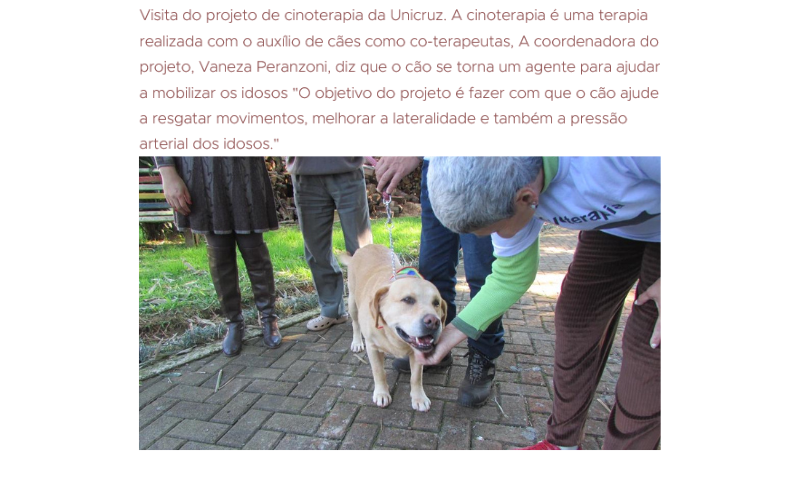 Visita do projeto de cinoterapia da Unicruz. A cinoterapia é uma terapia
realizada com o auxílio de cães como co-terapeutas, A coordenadora do
projeto, Vaneza Peranzoni, diz que o cão se torna um agente para ajudar
a mobilizar os idosos "O objetivo do projeto é fazer com que o cão ajude
a resgatar movimentos, melhorar a lateralidade e também a pressão
arterial dos idosos."